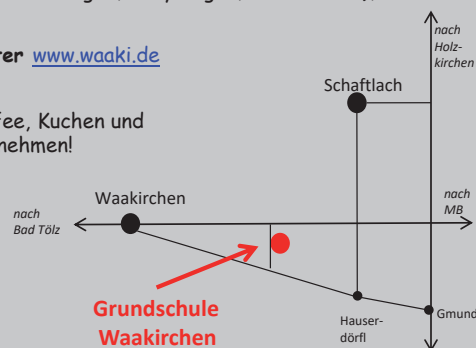 ter www.waaki.de
fee, Kuchen und
nehmen!
nach
Holz-
kirchen
Schaftlach
Waakirchen
nach
Bad Tölz
nach
MB
Grundschule
Waakirchen
Hauser-
dörfl
Gmund